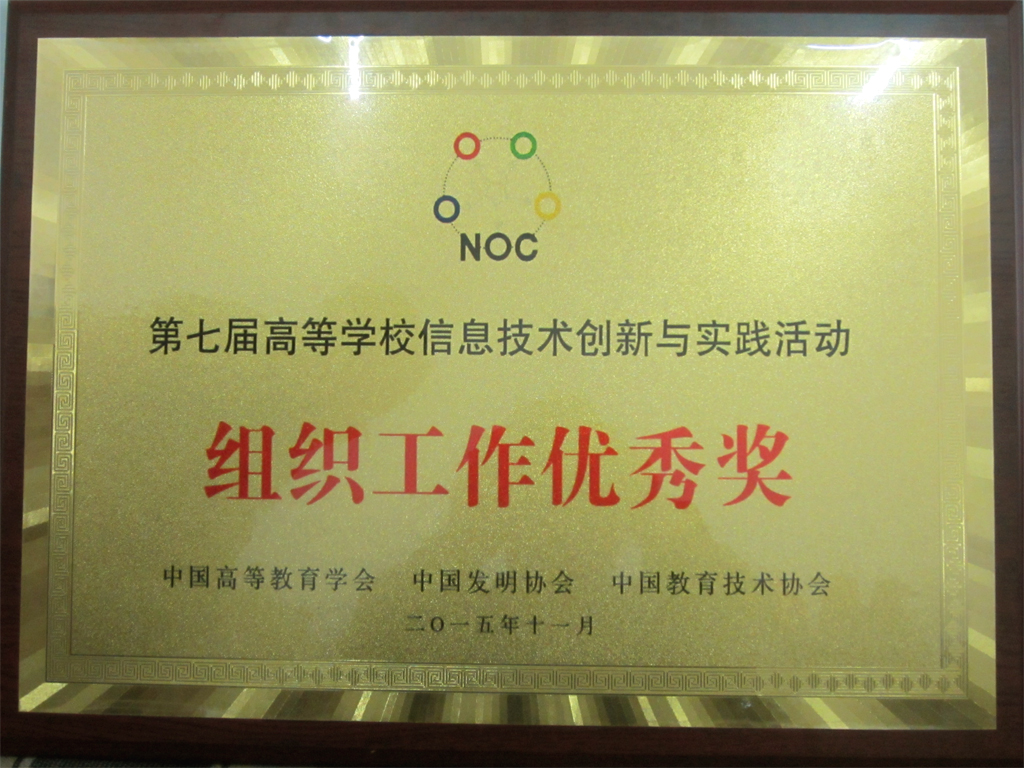 NOC
第七届高等学校信息技术创新与实践活动
组织工作优秀奖
中国高等教育学会 中国发明协会 中国教育技术协会
二O一五年十一月